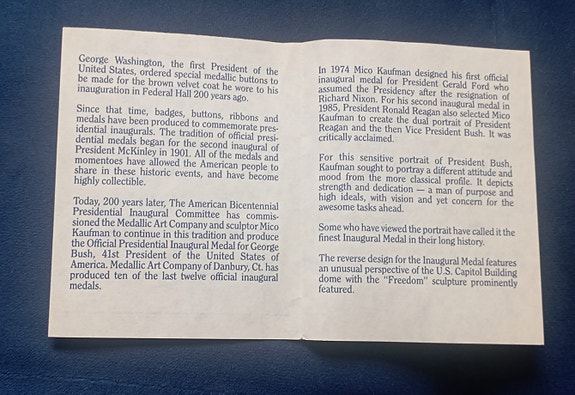 George Washington, the first President of the
United States, ordered special medallic buttons to
be made for the brown velvet coat he wore to his
inauguration in Federal Hall 200 years ago.
Since that time, badges, buttons, ribbons and
medals have been produced to commemorate pres-
idential inaugurals. The tradition of official presi-
dential medals began for the second inaugural of
President McKinley in 1901. All of the medals and
momentoes have allowed the American people to
share in these historic events, and have become
highly collectible.
Today, 200 years later, The American Bicentennial
Presidential Inaugural Committee has commis-
sioned the Medallic Art Company and sculptor Mico
Kaufman to continue in this tradition and produce
the Official Presidential Inaugural Medal for George
Bush, 41st President of the United States of
America. Medallic Art Company of Danbury, Ct. has
produced ten of the last twelve official inaugural
medals.
In 1974 Mico Kaufman designed his first official
inaugural medal for President Gerald Ford who
assumed the Presidency after the resignation of
Richard Nixon. For his second inaugural medal in
1985, President Ronald Reagan also selected Mico
Kaufman to create the dual portrait of President
Reagan and the then Vice President Bush. It was
critically acclaimed.
For this sensitive portrait of President Bush,
Kaufman sought to portray a different attitude and
mood from the more classical profile. It depicts
strength and dedication — a man of purpose and
high ideals, with vision and yet concern for the
awesome tasks ahead.
Some who have viewed the portrait have called it the
finest Inaugural Medal in their long history.
The reverse design for the Inaugural Medal features
an unusual perspective of the U.S. Capitol Building
dome with the "Freedom" sculpture prominently
featured.